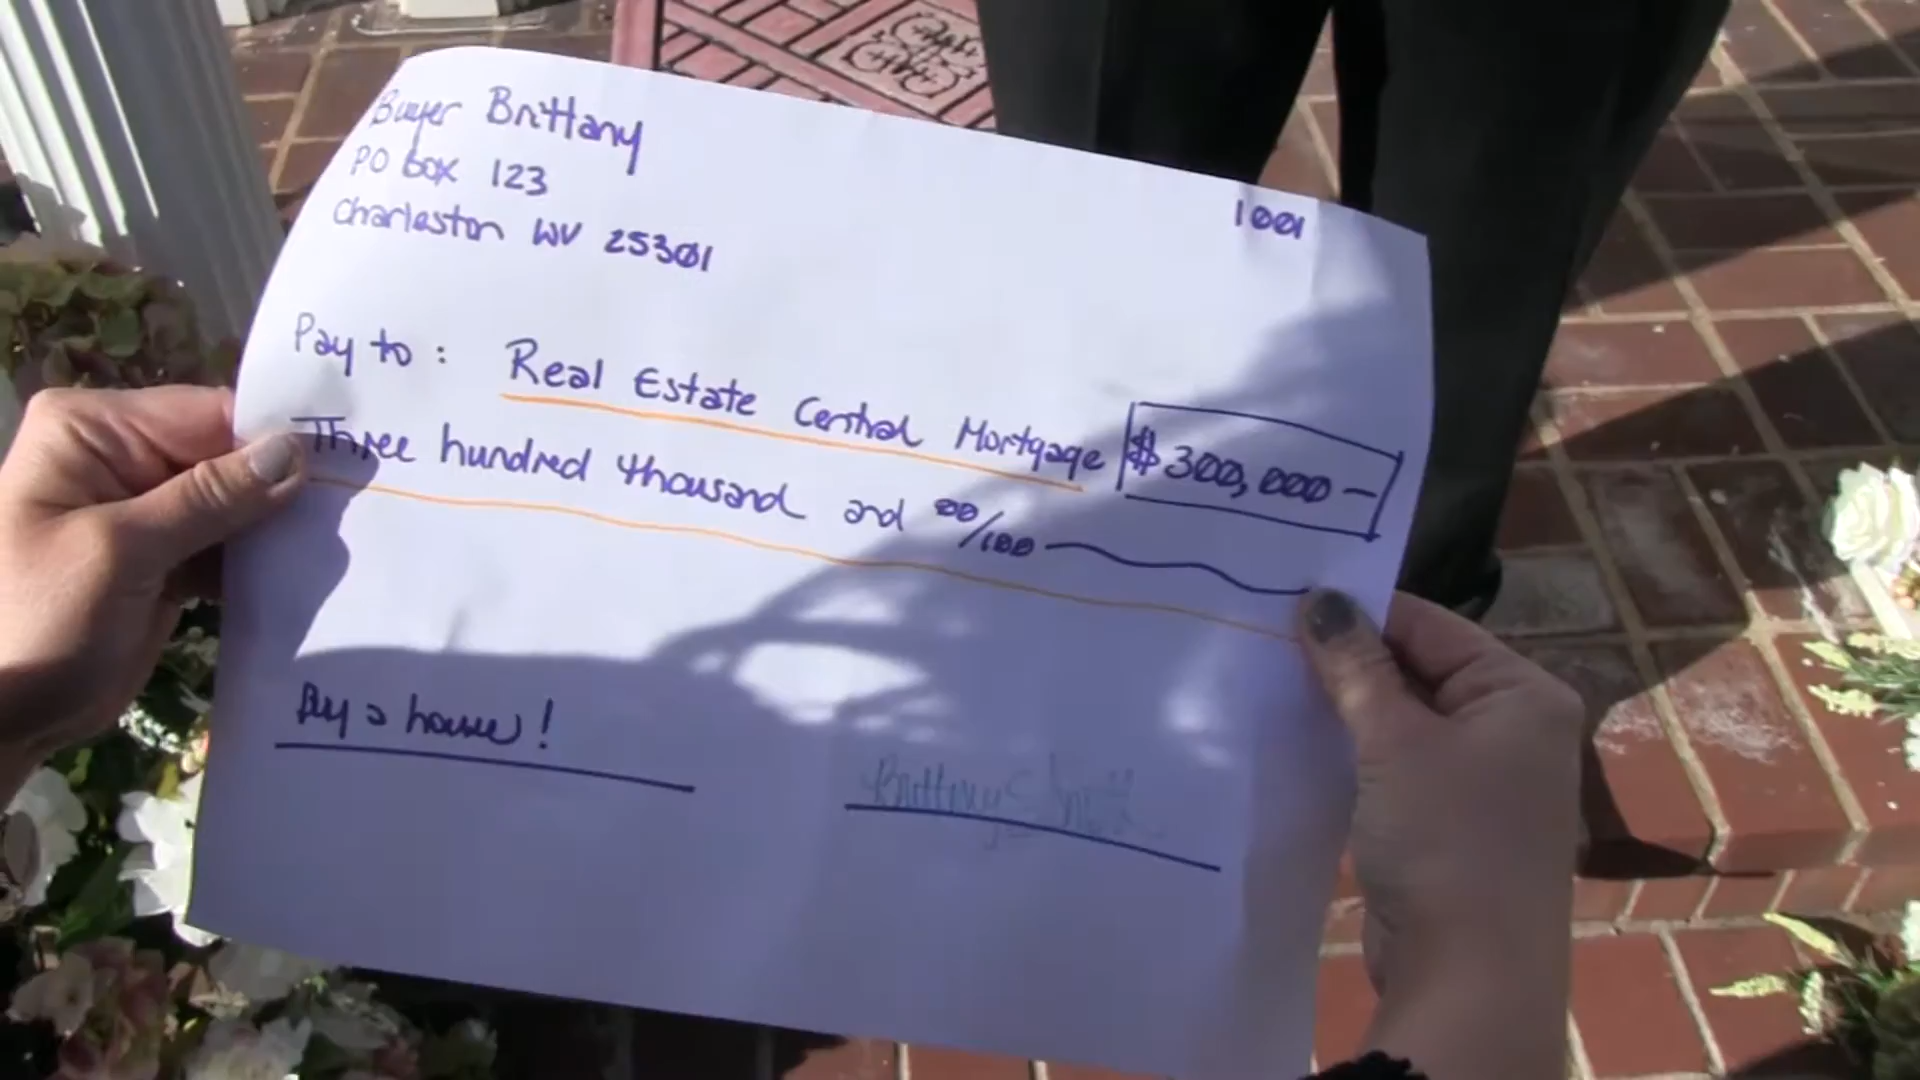 Buyer Brittany
PO box 123
Charleston WV 25301
1001
Pay to : Real Estate Central Mortgage
$300,000 —
Three hundred thousand and 00/100
Buy a house!
Brittany